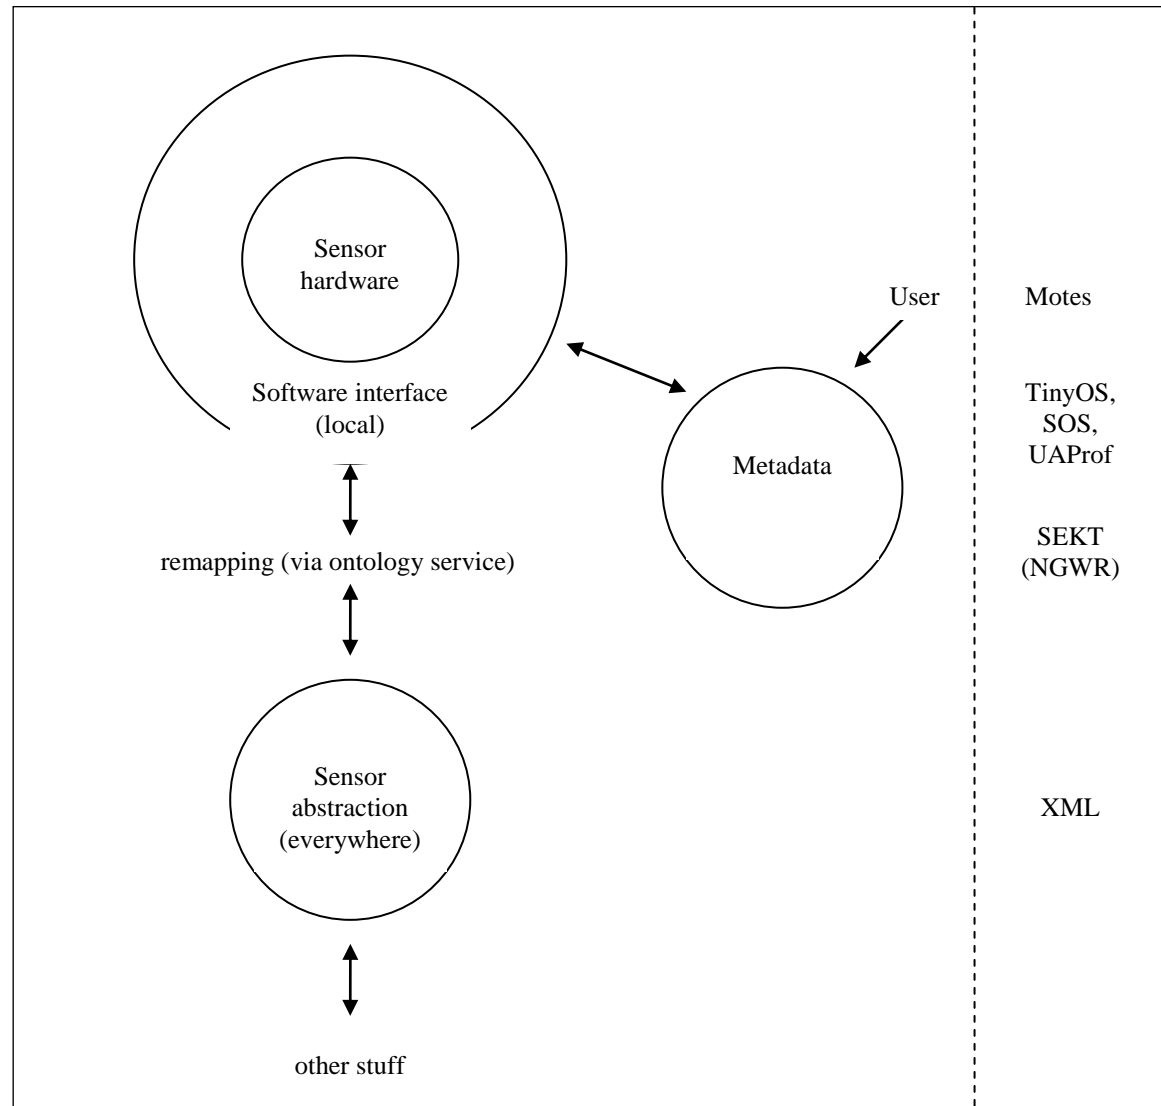 Sensor
hardware
User
Motes
Software interface
(local)
TinyOS,
SOS,
UAProf
Metadata
SEKT
(NGWR)
remapping (via ontology service)
Sensor
abstraction
(everywhere)
XML
other stuff